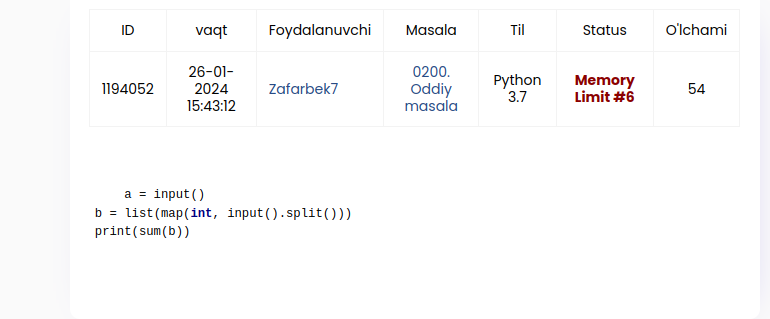 ID vaqt Foydalanuvchi Masala Til Status O'lchami
1194052 26-01-2024 15:43:12 Zafarbek7 0200. Oddiy masala Python 3.7 Memory Limit #6 54
a = input()
b = list(map(int, input().split()))
print(sum(b))